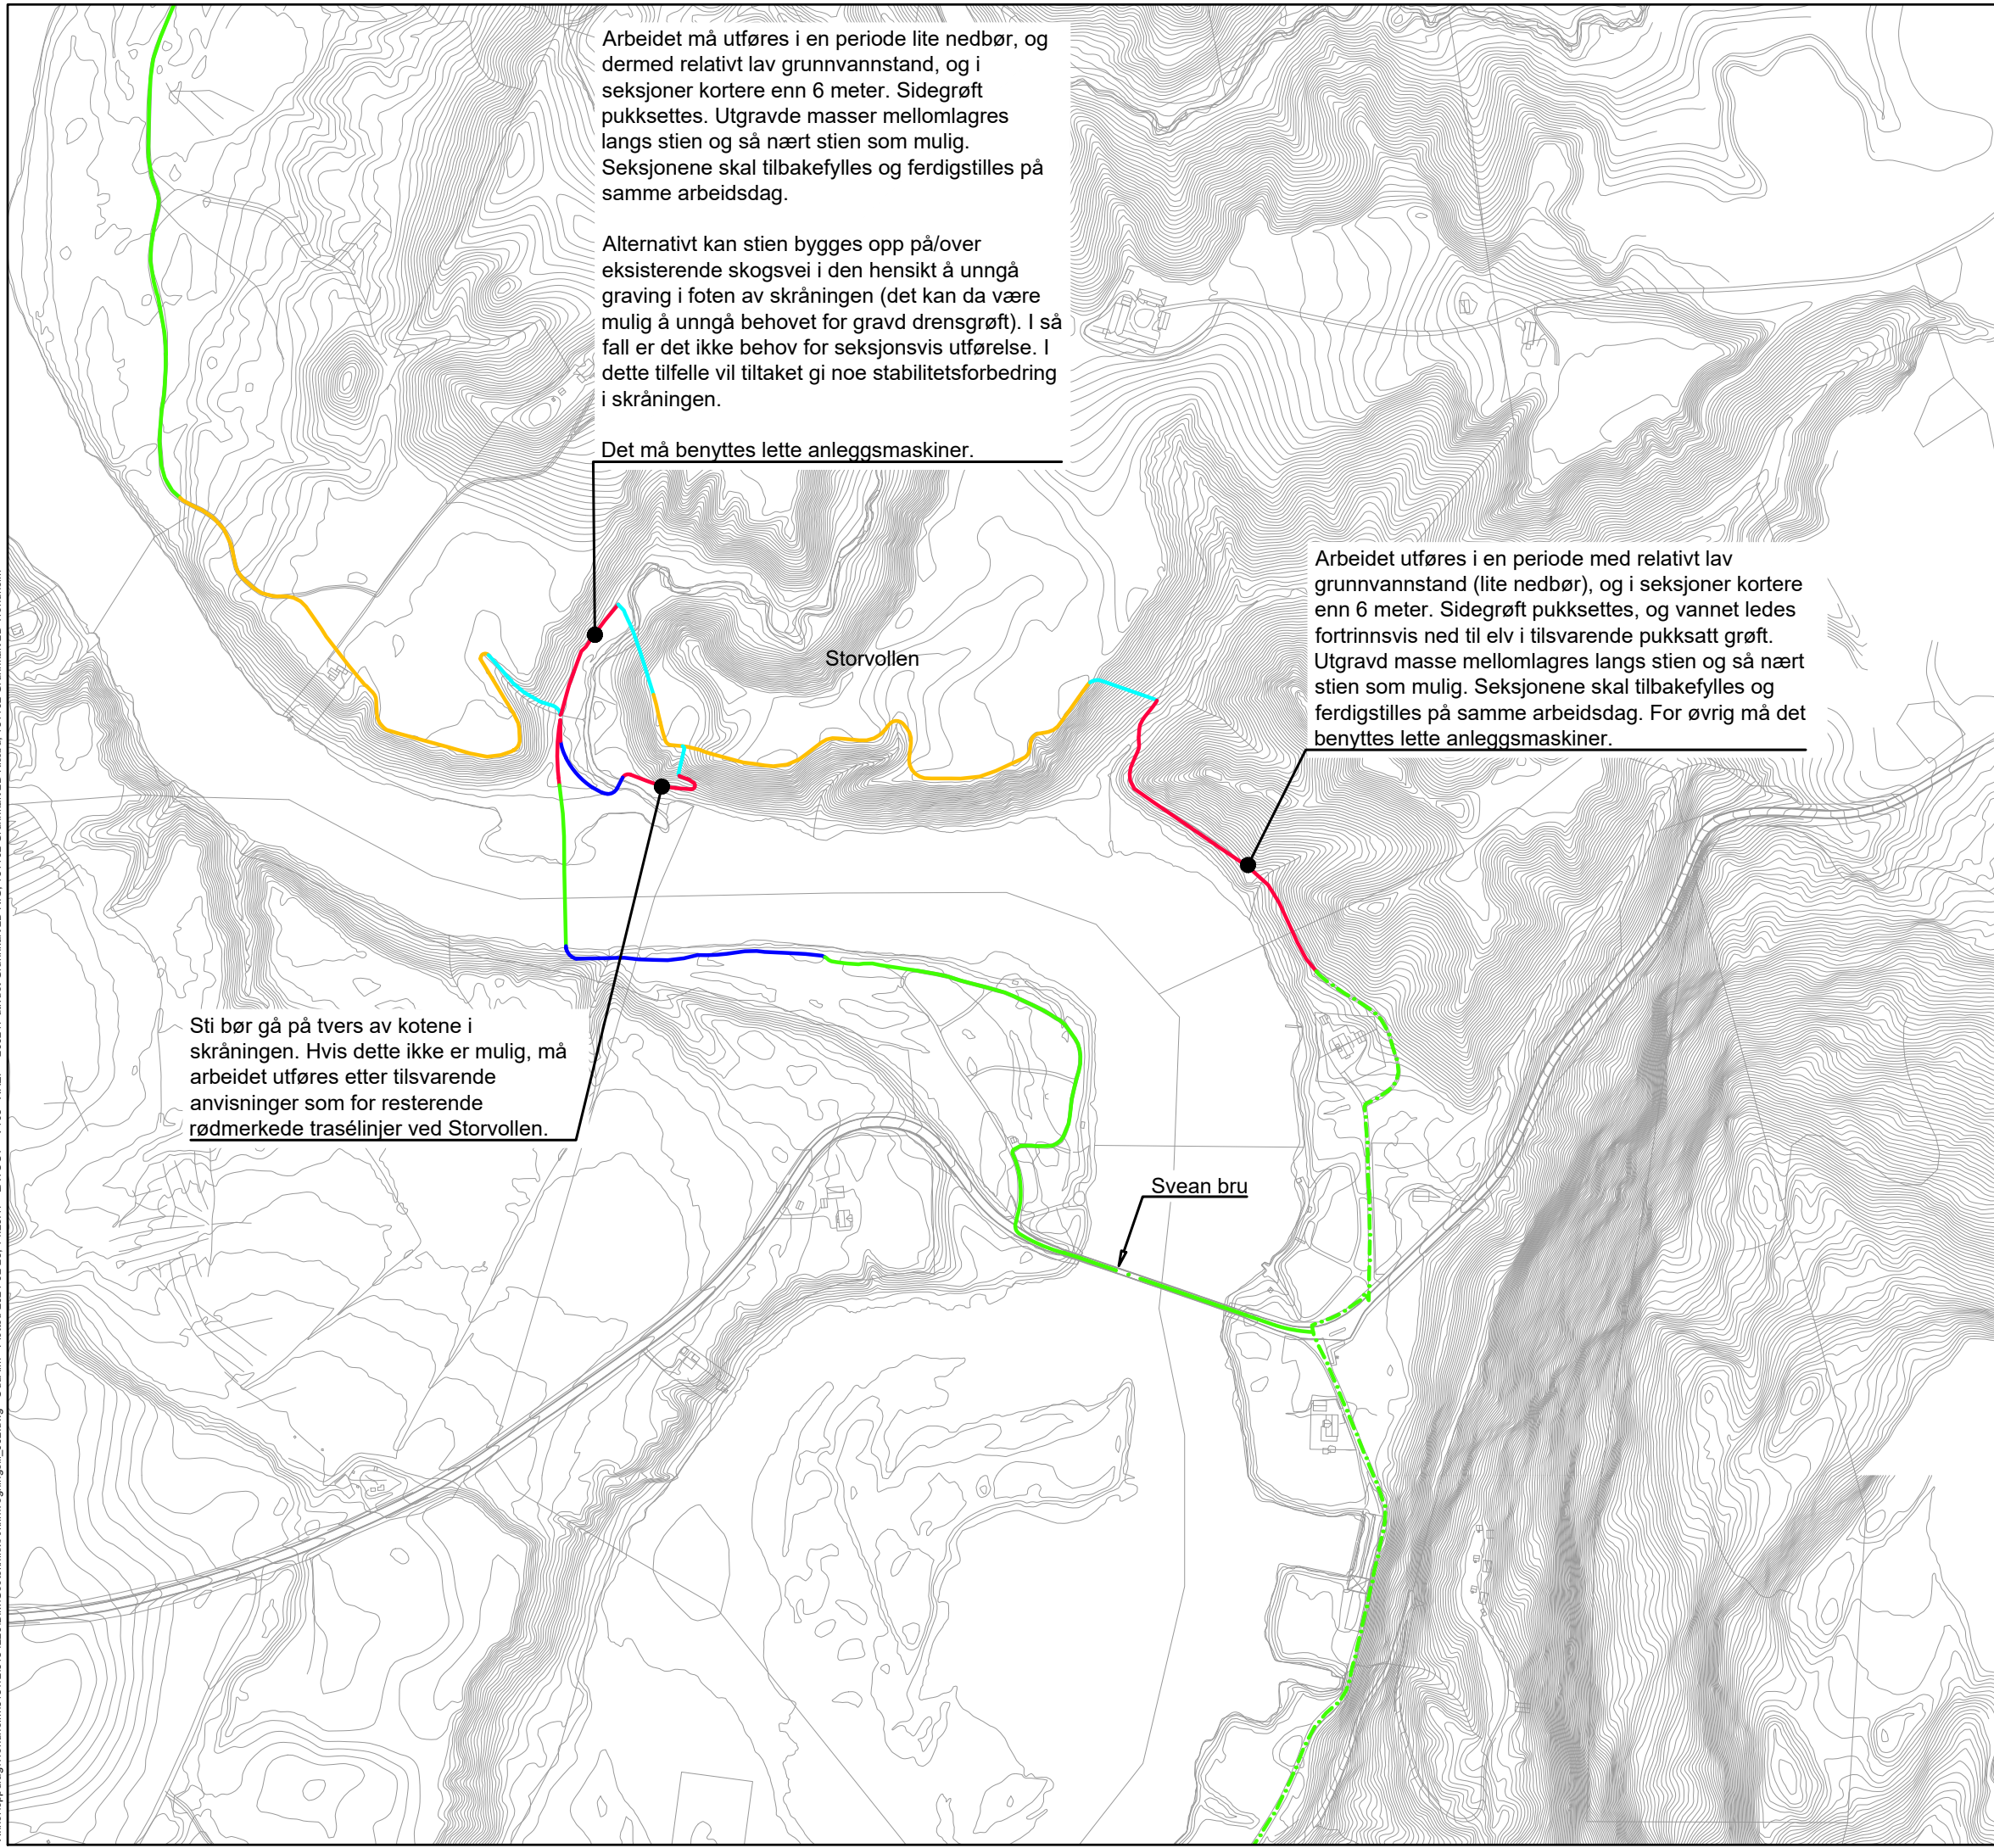 Arbeidet må utføres i en periode lite nedbør, og
dermed relativt lav grunnvannstand, og i
seksjoner kortere enn 6 meter. Sidegrøft
pukksettes. Utgravde masser mellomlagres
langs stien og så nært stien som mulig.
Seksjonene skal tilbakefylles og ferdigstilles på
samme arbeidsdag.
Alternativt kan stien bygges opp på/over
eksisterende skogsvei i den hensikt å unngå
graving i foten av skråningen (det kan da være
mulig å unngå behovet for gravd drensgrøft). I så
fall er det ikke behov for seksjonsvis utførelse. I
dette tilfelle vil tiltaket gi noe stabilitetsforbedring
i skråningen.
Det må benyttes lette anleggsmaskiner.
Arbeidet utføres i en periode med relativt lav
grunnvannstand (lite nedbør), og i seksjoner kortere
enn 6 meter. Sidegrøft pukksettes, og vannet ledes
fortrinnsvis ned til elv i tilsvarende pukksatt grøft.
Utgravd masse mellomlagres langs stien og så nært
stien som mulig. Seksjonene skal tilbakefylles og
ferdigstilles på samme arbeidsdag. For øvrig må det
benyttes lette anleggsmaskiner.
Storvollen
Sti bør gå på tvers av kotene i
skråningen. Hvis dette ikke er mulig, må
arbeidet utføres etter tilsvarende
anvisninger som for resterende
rødmerkede trasélinjer ved Storvollen.
Svean bru